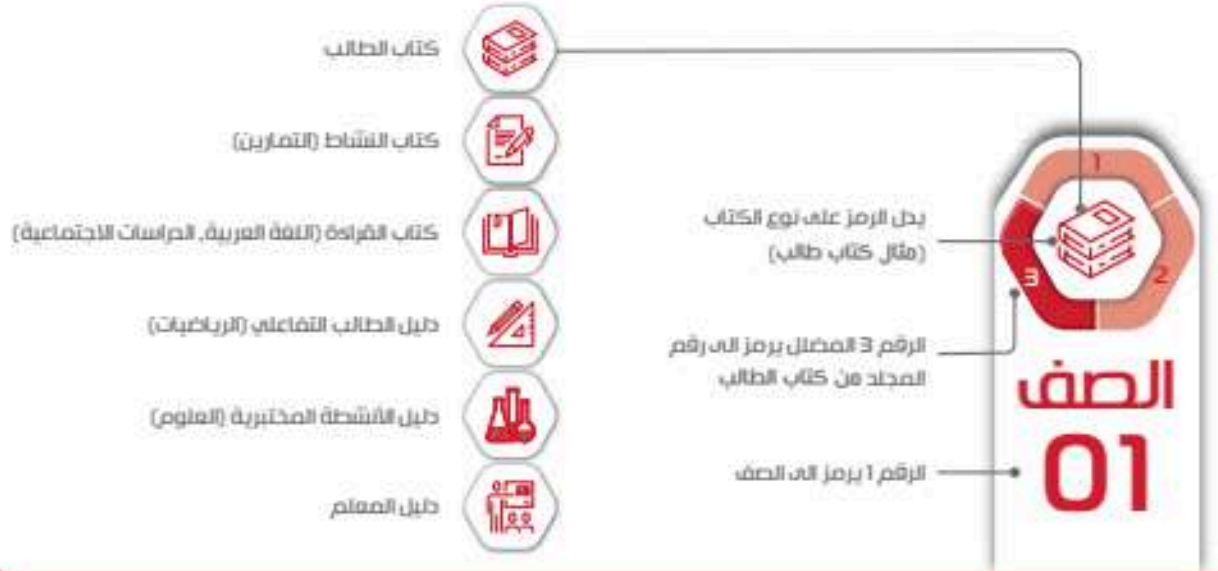 1
2
3
الصف
01
يدل الرمز على نوع الكتاب
(مثال كتاب طالب)
الرقم 3 المضلل يرمز الى رقم
المجلد من كتاب الطالب
الرقم 1 يرمز الى الصف
كتاب الطالب
كتاب النشاط (التمارين)
كتاب القراءة (اللغة العربية, الدراسات الاجتماعية)
دليل الطالب التفاعلي (الرياضيات)
دليل الأنشطة المختبرية (العلوم)
دليل المعلم